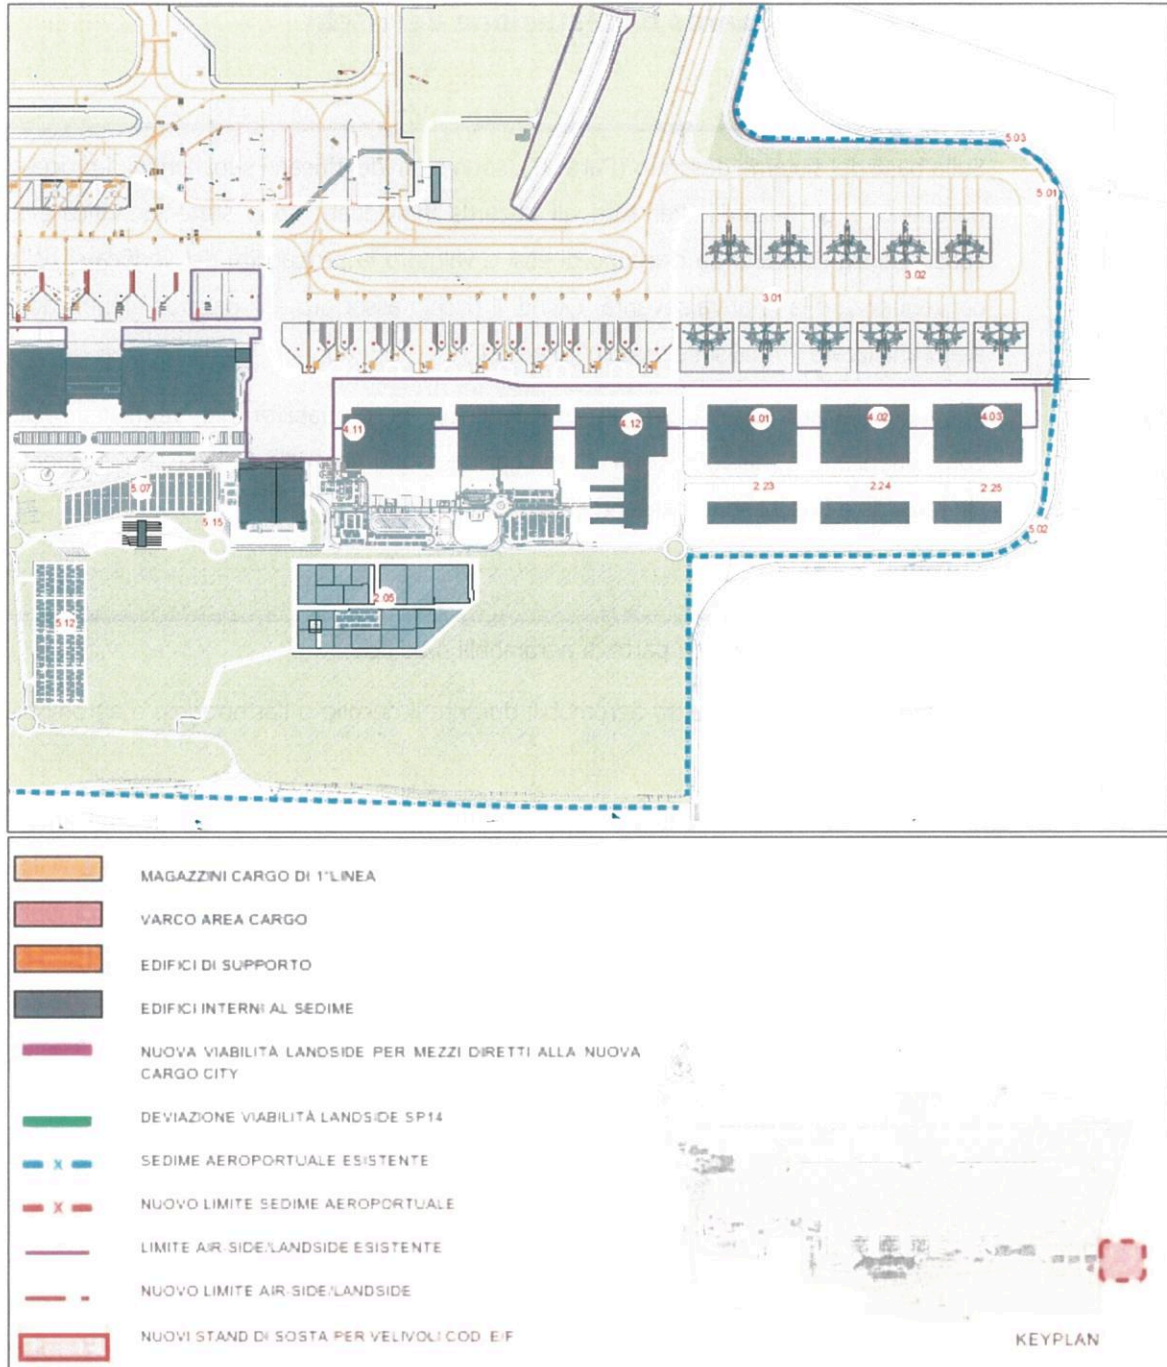 5.03
5.01
3.02
3.01
4.11
4.12
4.01
4.02
4.03
5.07
2.23
2.24
2.25
5.15
5.02
2.05
5.12
MAGAZZINI CARGO DI 1°LINEA
VARCO AREA CARGO
EDIFICI DI SUPPORTO
EDIFICI INTERNI AL SEDIME
NUOVA VIABILITÀ LANDSIDE PER MEZZI DIRETTI ALLA NUOVA
CARGO CITY
DEVIAZIONE VIABILITÀ LANDSIDE SP14
X SEDIME AEROPORTUALE ESISTENTE
X NUOVO LIMITE SEDIME AEROPORTUALE
LIMITE AIR-SIDE/LANDSIDE ESISTENTE
NUOVO LIMITE AIR-SIDE/LANDSIDE
NUOVI STAND DI SOSTA PER VELIVOLI COD. E/F
KEYPLAN